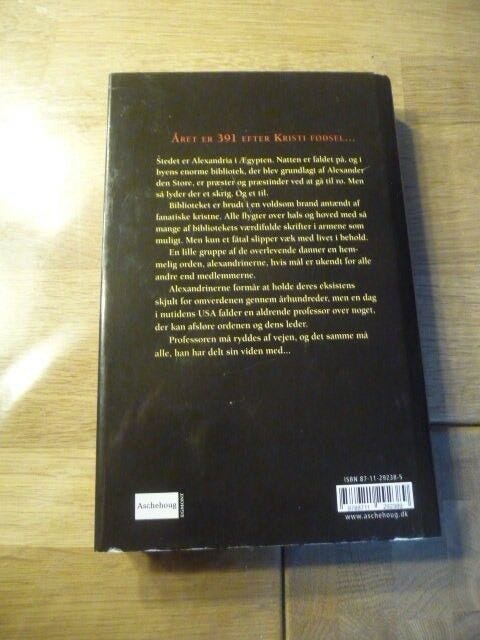 ÅRET ER 391 EFTER KRISTI FØDSEL...
Stedet er Alexandria i Ægypten. Natten er faldet på, og i
byens enorme bibliotek, der blev grundlagt af Alexander
den Store, er præster og præstinder ved at gå til ro. Men
så lyder der et skrig. Og et til.
Biblioteket er brudt i en voldsom brand antændt af
fanatiske kristne. Alle flygter over hals og hoved med så
mange af bibliotekets værdifulde skrifter i armene som
muligt. Men kun et fåtal slipper væk med livet i behold.
En lille gruppe af de overlevende danner en hem-
melig orden, alexandrinerne, hvis mål er ukendt for alle
andre end medlemmerne.
Alexandrinerne formår at holde deres eksistens
skjult for omverdenen gennem århundreder, men en dag
i nutidens USA falder en aldrende professor over noget,
der kan afsløre ordenen og dens leder.
Professoren må ryddes af vejen, og det samme må
alle, han har delt sin viden med...
ISBN 87-11-29238-5
www.aschehoug.dk
Aschehoug
EGMONT